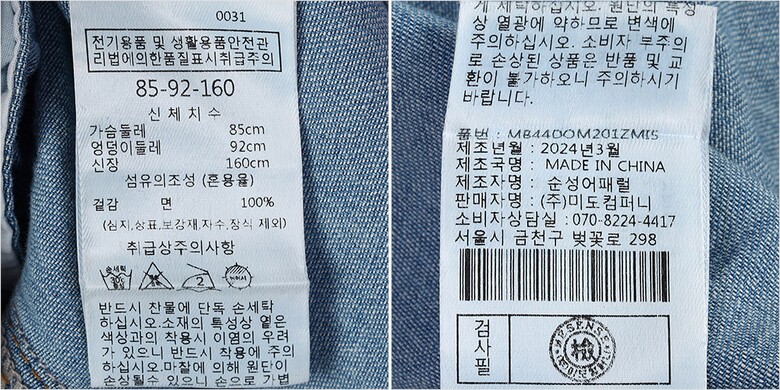 0031
전기용품 및 생활용품안전관
리법에의한품질표시취급주의
85-92-160
신체치수
가슴둘레 85cm
엉덩이둘레 92cm
신장 160cm
섬유의조성 (혼용율)
겉감 면 100%
(심지,상표,보강재,자수,장식 제외)
취급상주의사항
손세탁
2
반드시 찬물에 단독 손세탁
하십시오.소재의 특성상 옅은
색상과의 착용시 이염의 우려
가 있으니 반드시 착용에 주의
하십시오.마찰에 의해 원단이
손상될수 있으니 손으로 가볍
게 세탁하십시오. 원단의 특성
상 열광에 약하므로 변색에
주의하십시오. 소비자 부주의
로 손상된 상품은 반품 및 교
환이 불가하오니 주의하시기
바랍니다.
품번 : MB44DOM201ZMIS
제조년월 : 2024년3월
제조국명 : MADE IN CHINA
제조자명 : 순성어패럴
판매자명 : (주)미도컴퍼니
소비자상담실 : 070-8224-4417
서울시 금천구 벚꽃로 298
검사필
SENSE
檢